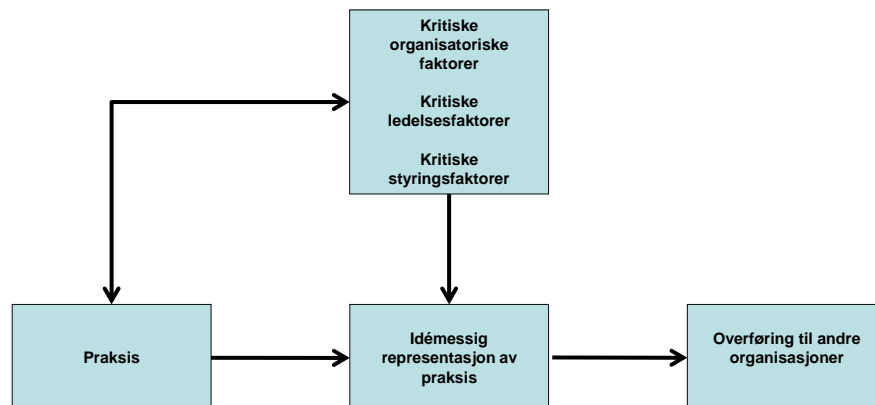 Kritiske
organisatoriske
faktorer
Kritiske
ledelsesfaktorer
Kritiske
styringsfaktorer
Praksis
Idémessig
representasjon av
praksis
Overføring til andre
organisasjoner